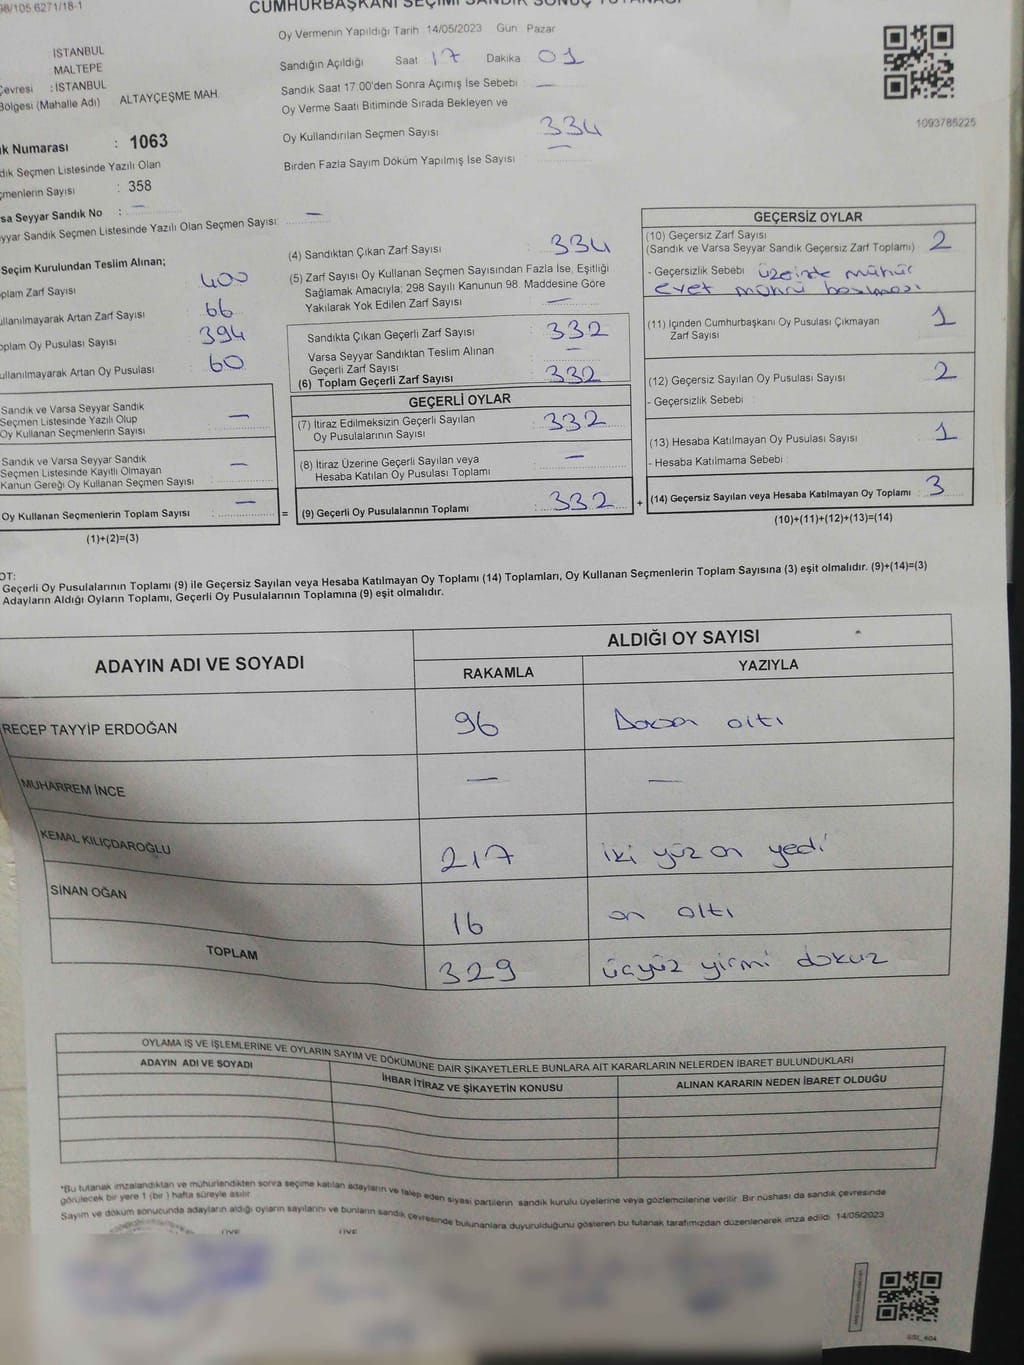 98/105.6271/18-1
CUMHURBAŞKANI SEÇİMİ SANDIK SONUÇ TUTANAĞI
Oy Vermenin Yapıldığı Tarih :14/05/2023 Gün Pazar
İSTANBUL
MALTEPE
Çevresi : İSTANBUL
Bölgesi (Mahalle Adı) ALTAYÇEŞME MAH.
Sandığın Açıldığı Saat 17 Dakika 01
Sandık Saat 17.00'den Sonra Açımış İse Sebebi : —
Oy Verme Saati Bitiminde Sırada Bekleyen ve
Oy Kullandırılan Seçmen Sayısı : 334
Birden Fazla Sayım Döküm Yapılmış İse Sayısı : —
1093785225
k Numarası : 1063
dık Seçmen Listesinde Yazılı Olan
çmenlerin Sayısı : 358
sa Seyyar Sandık No : —
yyar Sandık Seçmen Listesinde Yazılı Olan Seçmen Sayısı: —
Seçim Kurulundan Teslim Alınan;
plam Zarf Sayısı 400
ullanılmayarak Artan Zarf Sayısı 66
oplam Oy Pusulası Sayısı 394
ullanılmayarak Artan Oy Pusulası 60
Sandık ve Varsa Seyyar Sandık
Seçmen Listesinde Yazılı Olup
Oy Kullanan Seçmenlerin Sayısı —
Sandık ve Varsa Seyyar Sandık
Seçmen Listesinde Kayıtlı Olmayan
Kanun Gereği Oy Kullanan Seçmen Sayısı —
Oy Kullanan Seçmenlerin Toplam Sayısı — =
(1)+(2)=(3)
(4) Sandıktan Çıkan Zarf Sayısı : 334
(5) Zarf Sayısı Oy Kullanan Seçmen Sayısından Fazla İse, Eşitliği
Sağlamak Amacıyla; 298 Sayılı Kanunun 98. Maddesine Göre
Yakılarak Yok Edilen Zarf Sayısı : —
Sandıkta Çıkan Geçerli Zarf Sayısı : 332
Varsa Seyyar Sandıktan Teslim Alınan
Geçerli Zarf Sayısı : —
(6) Toplam Geçerli Zarf Sayısı : 332
GEÇERLİ OYLAR
(7) İtiraz Edilmeksizin Geçerli Sayılan
Oy Pusulalarının Sayısı : 332
(8) İtiraz Üzerine Geçerli Sayılan veya
Hesaba Katılan Oy Pusulası Toplamı : —
(9) Geçerli Oy Pusulalarının Toplamı : 332 +
GEÇERSİZ OYLAR
(10) Geçersiz Zarf Sayısı
(Sandık ve Varsa Seyyar Sandık Geçersiz Zarf Toplamı) : 2
- Geçersizlik Sebebi : üzerinde mühür
evet mührü basılması
(11) İçinden Cumhurbaşkanı Oy Pusulası Çıkmayan
Zarf Sayısı : 1
(12) Geçersiz Sayılan Oy Pusulası Sayısı : 2
- Geçersizlik Sebebi :
(13) Hesaba Katılmayan Oy Pusulası Sayısı : 1
- Hesaba Katılmama Sebebi :
(14) Geçersiz Sayılan veya Hesaba Katılmayan Oy Toplamı : 3
(10)+(11)+(12)+(13)=(14)
OT:
Geçerli Oy Pusulalarının Toplamı (9) ile Geçersiz Sayılan veya Hesaba Katılmayan Oy Toplamı (14) Toplamları, Oy Kullanan Seçmenlerin Toplam Sayısına (3) eşit olmalıdır. (9)+(14)=(3)
Adayların Aldığı Oyların Toplamı, Geçerli Oy Pusulalarının Toplamına (9) eşit olmalıdır.
ADAYIN ADI VE SOYADI
ALDIĞI OY SAYISI
RAKAMLA YAZIYLA
RECEP TAYYİP ERDOĞAN 96 Doksan altı
MUHARREM İNCE — —
KEMAL KILIÇDAROĞLU 217 iki yüz on yedi
SİNAN OĞAN 16 on altı
TOPLAM 329 üçyüz yirmi dokuz
OYLAMA İŞ VE İŞLEMLERİNE VE OYLARIN SAYIM VE DÖKÜMÜNE DAİR ŞİKAYETLERLE BUNLARA AİT KARARLARIN NELERDEN İBARET BULUNDUKLARI
ADAYIN ADI VE SOYADI İHBAR İTİRAZ VE ŞİKAYETİN KONUSU ALINAN KARARIN NEDEN İBARET OLDUĞU
*Bu tutanak imzalandıktan ve mühürlendikten sonra seçime katılan adayların ve talep eden siyasi partilerin sandık kurulu üyelerine veya gözlemcilerine verilir. Bir nüshası da sandık çevresinde
görülecek bir yere 1 (bir) hafta süreyle asılır.
Sayım ve döküm sonucunda adayların aldığı oyların sayılarını ve bunların sandık çevresinde bulunanlara duyurulduğunu gösteren bu tutanak tarafımızdan düzenlenerek imza edildi. 14/05/2023
ÜYE ÜYE